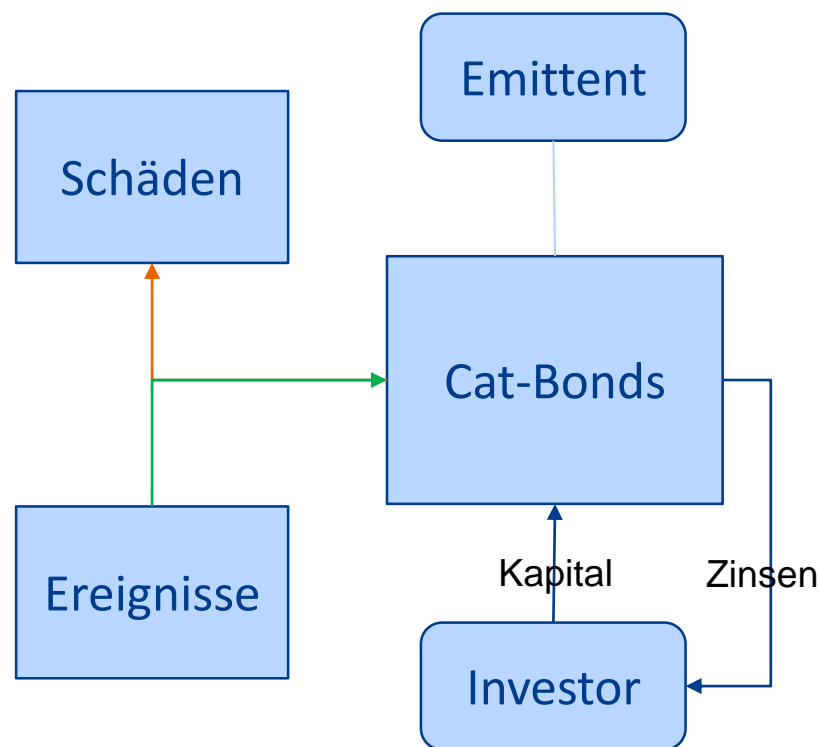 Emittent
Schäden
Cat-Bonds
Ereignisse
Kapital
Zinsen
Investor